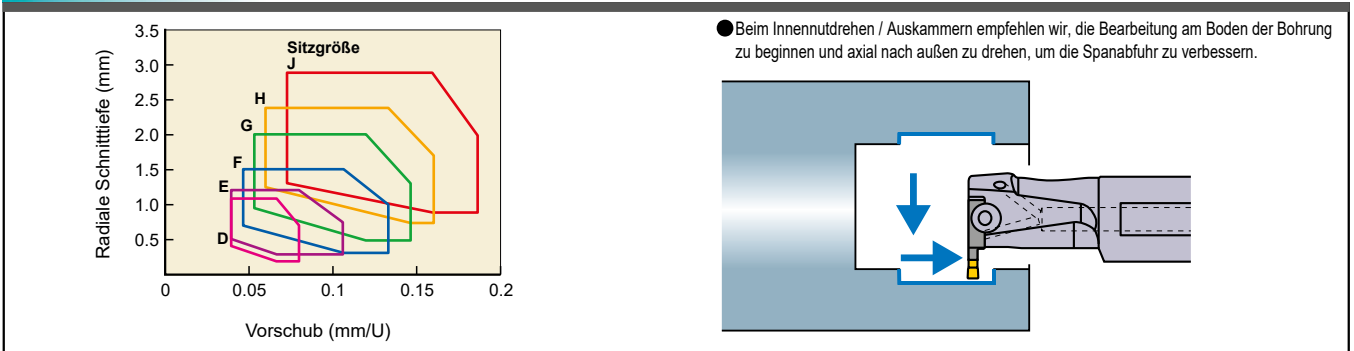 Radiale Schnitttiefe (mm)
3.5
3.0
2.5
2.0
1.5
1.0
0.5
Sitzgröße
J
H
G
F
E
D
0
0.05
0.1
0.15
0.2
Vorschub (mm/U)
●Beim Innennutdrehen / Auskammern empfehlen wir, die Bearbeitung am Boden der Bohrung
zu beginnen und axial nach außen zu drehen, um die Spanabfuhr zu verbessern.